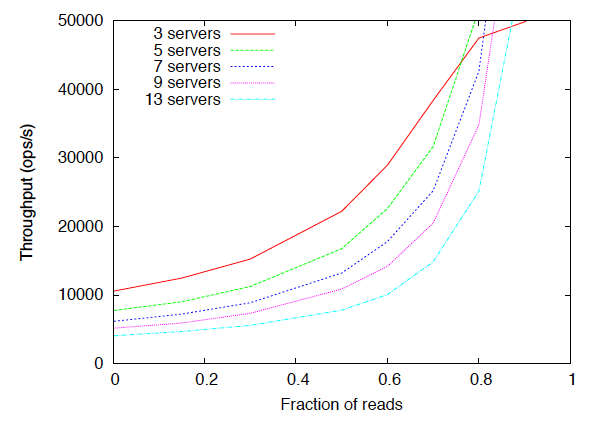 Throughput (ops/s)
50000
40000
30000
20000
10000
0
3 servers
5 servers
7 servers
9 servers
13 servers
0
0.2
0.4
0.6
0.8
1
Fraction of reads